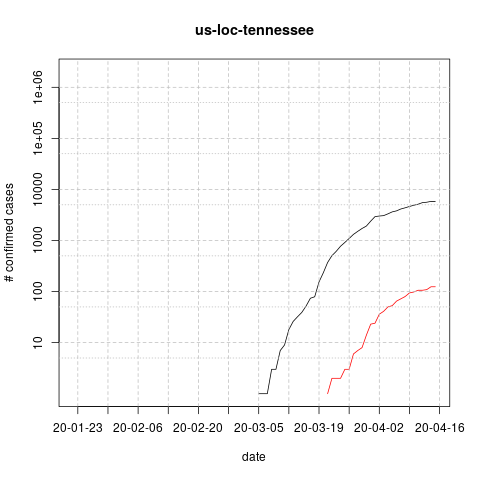 us-loc-tennessee
# confirmed cases
1e+06
1e+05
10000
1000
100
10
20-01-23 20-02-06 20-02-20 20-03-05 20-03-19 20-04-02 20-04-16
date